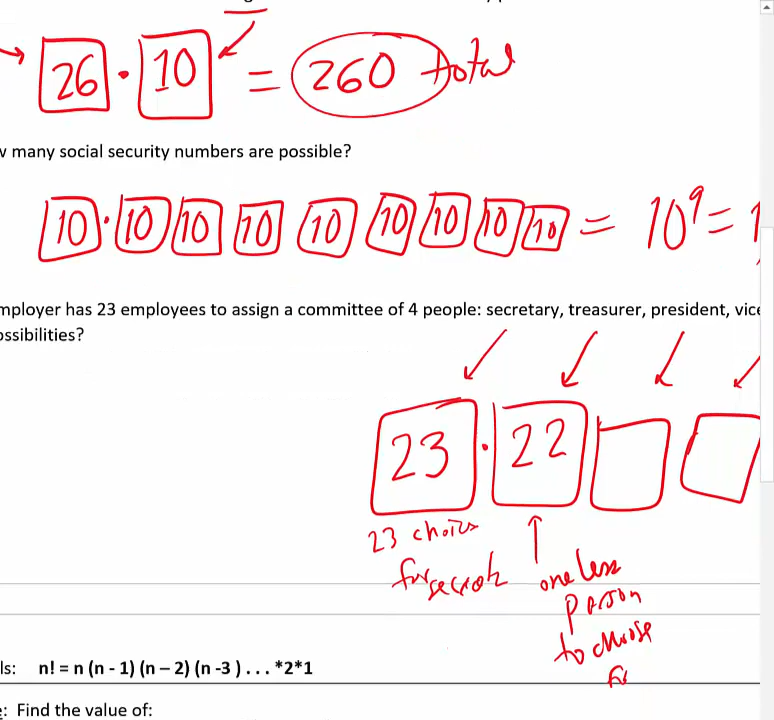 26 · 10 = 260 total
w many social security numbers are possible?
10 · 10 10 10 10 10 10 10 10 = 10⁹ = 1,
mployer has 23 employees to assign a committee of 4 people: secretary, treasurer, president, vice
ossibilities?
23 · 22
23 choices
for
one less
person
to choose
ls: n! = n (n - 1) (n – 2) (n -3 ) . . . *2*1
: Find the value of: